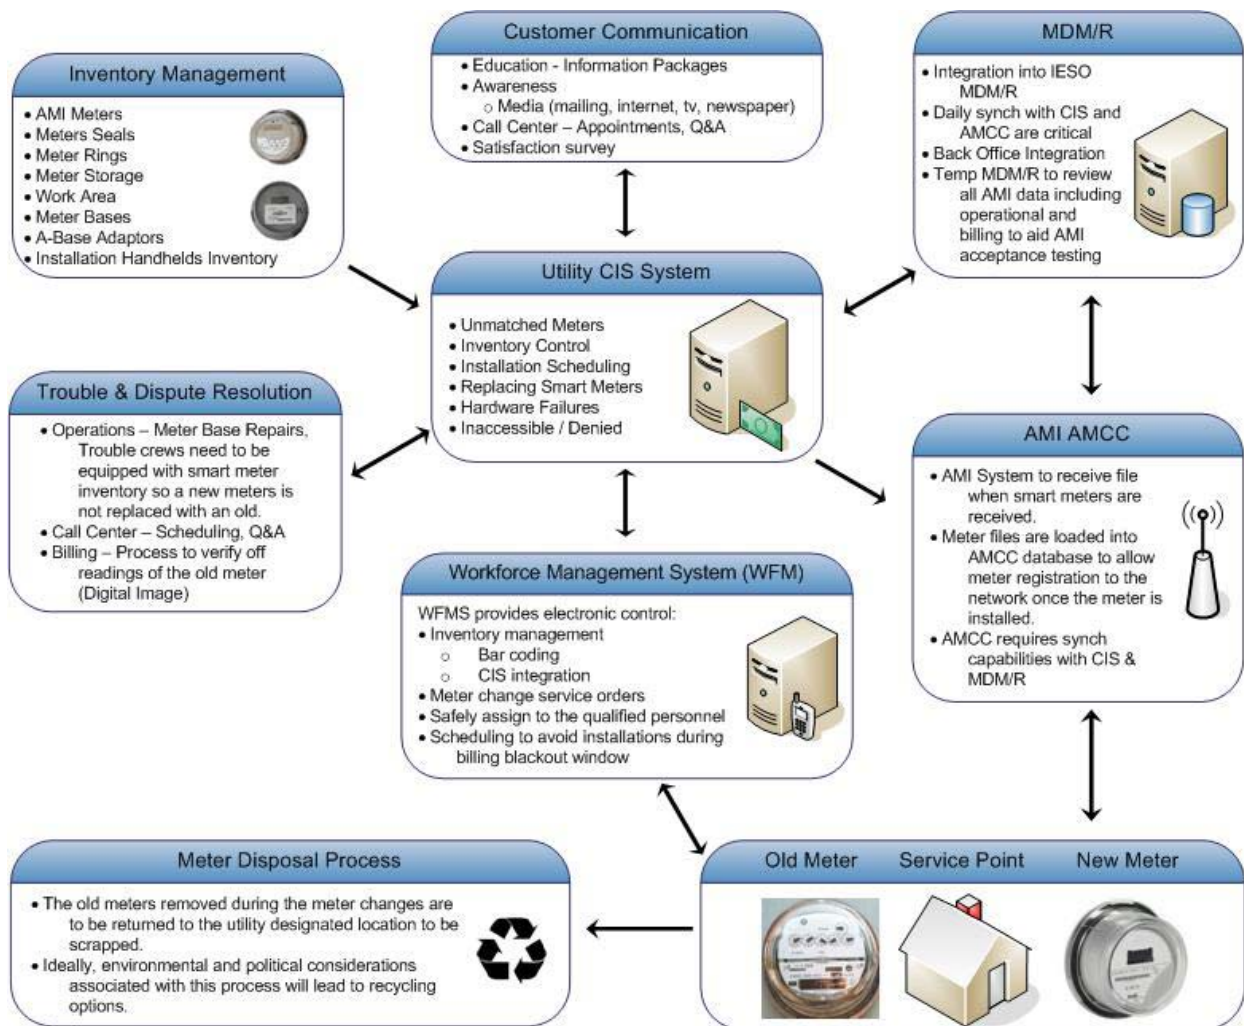 Inventory Management
• AMI Meters
• Meters Seals
• Meter Rings
• Meter Storage
• Work Area
• Meter Bases
• A-Base Adaptors
• Installation Handhelds Inventory
Customer Communication
• Education - Information Packages
• Awareness
o Media (mailing, internet, tv, newspaper)
• Call Center – Appointments, Q&A
• Satisfaction survey
MDM/R
• Integration into IESO
MDM/R
• Daily synch with CIS and
AMCC are critical
• Back Office Integration
• Temp MDM/R to review
all AMI data including
operational and
billing to aid AMI
acceptance testing
Utility CIS System
• Unmatched Meters
• Inventory Control
• Installation Scheduling
• Replacing Smart Meters
• Hardware Failures
• Inaccessible / Denied
Trouble & Dispute Resolution
• Operations – Meter Base Repairs,
Trouble crews need to be
equipped with smart meter
inventory so a new meters is
not replaced with an old.
• Call Center – Scheduling, Q&A
• Billing – Process to verify off
readings of the old meter
(Digital Image)
AMI AMCC
• AMI System to receive file
when smart meters are
received.
• Meter files are loaded into
AMCC database to allow
meter registration to the
network once the meter is
installed.
• AMCC requires synch
capabilities with CIS &
MDM/R
Workforce Management System (WFM)
WFMS provides electronic control:
• Inventory management
o Bar coding
o CIS integration
• Meter change service orders
• Safely assign to the qualified personnel
• Scheduling to avoid installations during
billing blackout window
Meter Disposal Process
• The old meters removed during the meter changes are
to be returned to the utility designated location to be
scrapped.
• Ideally, environmental and political considerations
associated with this process will lead to recycling
options.
Old Meter Service Point New Meter